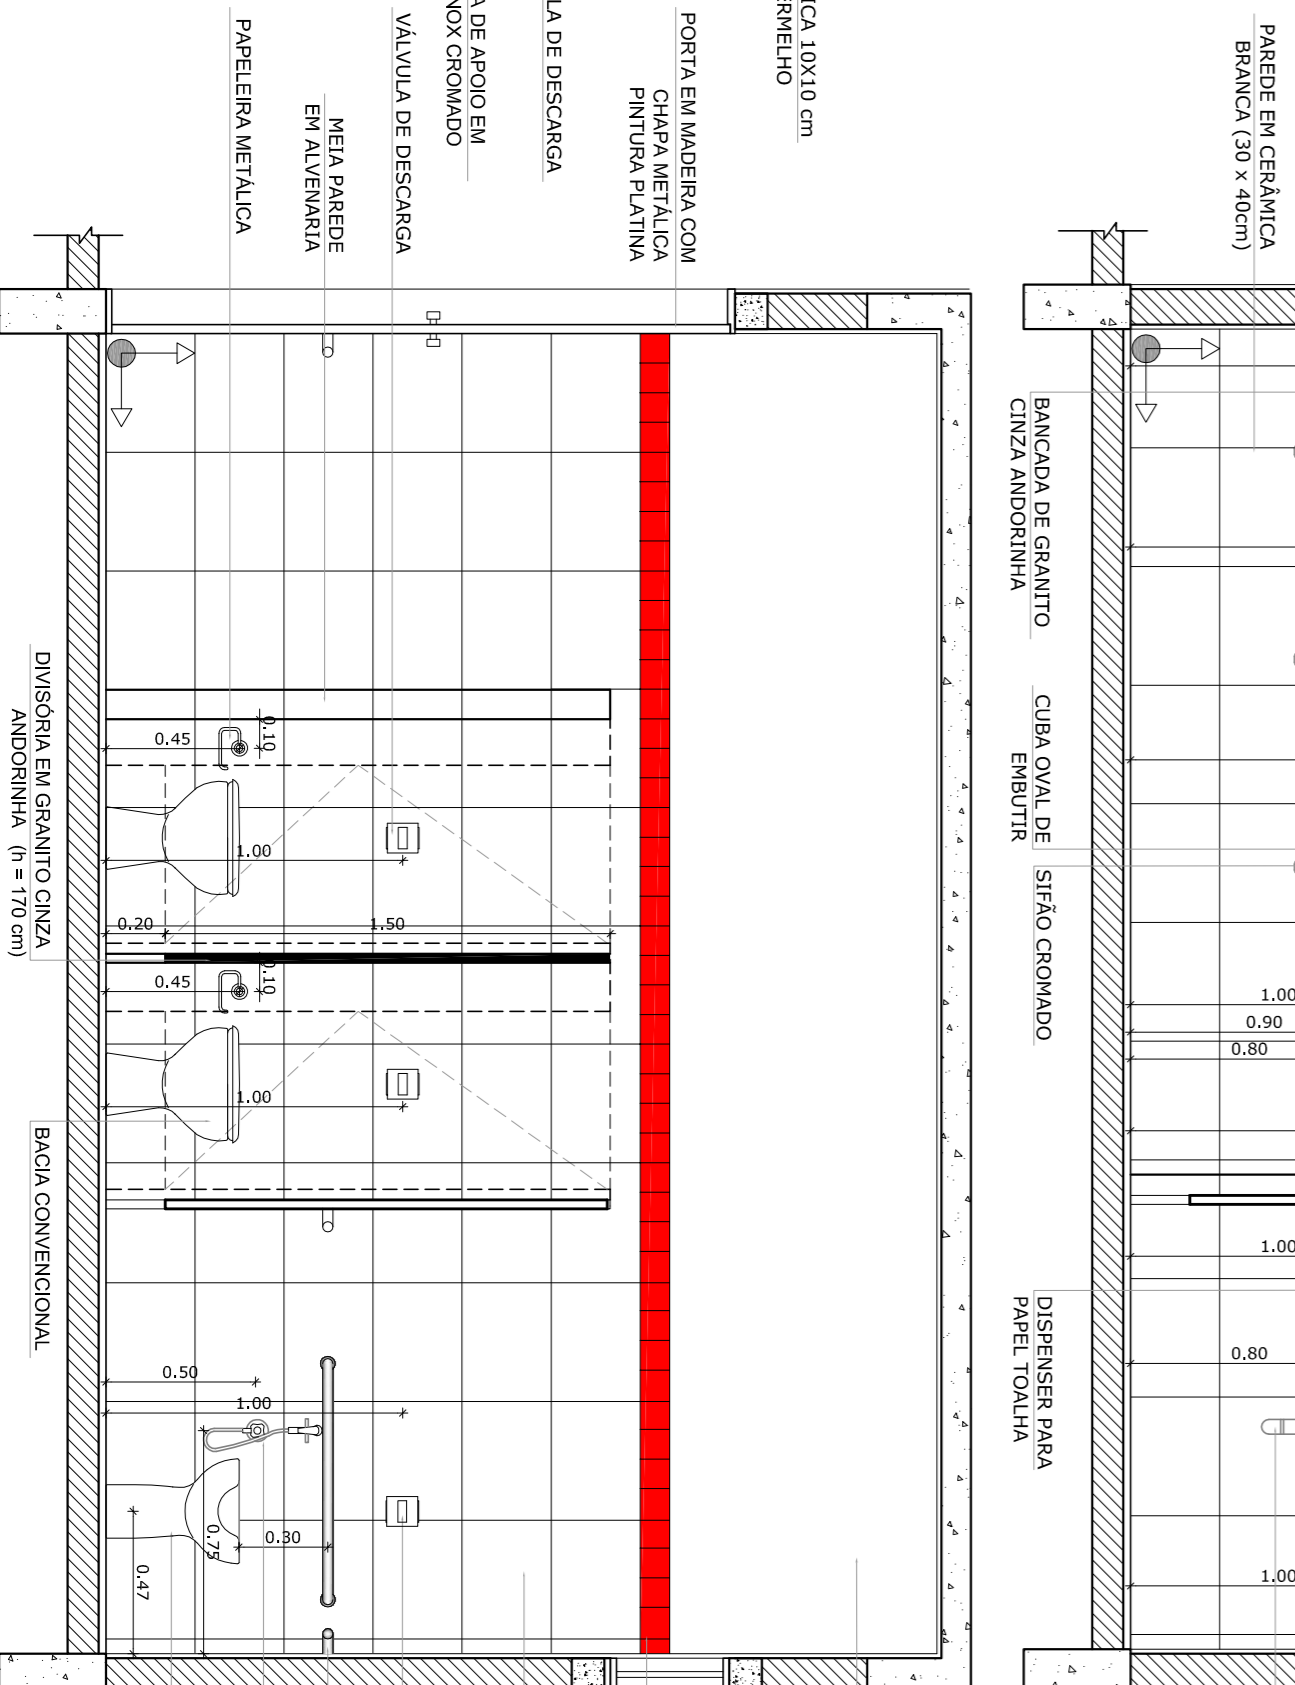 PAREDE EM CERÂMICA
BRANCA (30 x 40cm)
ICA 10X10 cm
ERMELHO
PORTA EM MADEIRA COM
CHAPA METÁLICA
PINTURA PLATINA
LA DE DESCARGA
A DE APOIO EM
NOX CROMADO
VÁLVULA DE DESCARGA
MEIA PAREDE
EM ALVENARIA
PAPELEIRA METÁLICA
BANCADA DE GRANITO
CINZA ANDORINHA
CUBA OVAL DE
EMBUTIR
SIFÃO CROMADO
DISPENSER PARA
PAPEL TOALHA
DIVISÓRIA EM GRANITO CINZA
ANDORINHA (h = 170 cm)
BACIA CONVENCIONAL
0.45
0.10
1.00
0.20
1.50
0.45
0.10
1.00
0.50
1.00
0.30
0.75
0.47
1.00
0.90
0.80
1.00
0.80
1.00